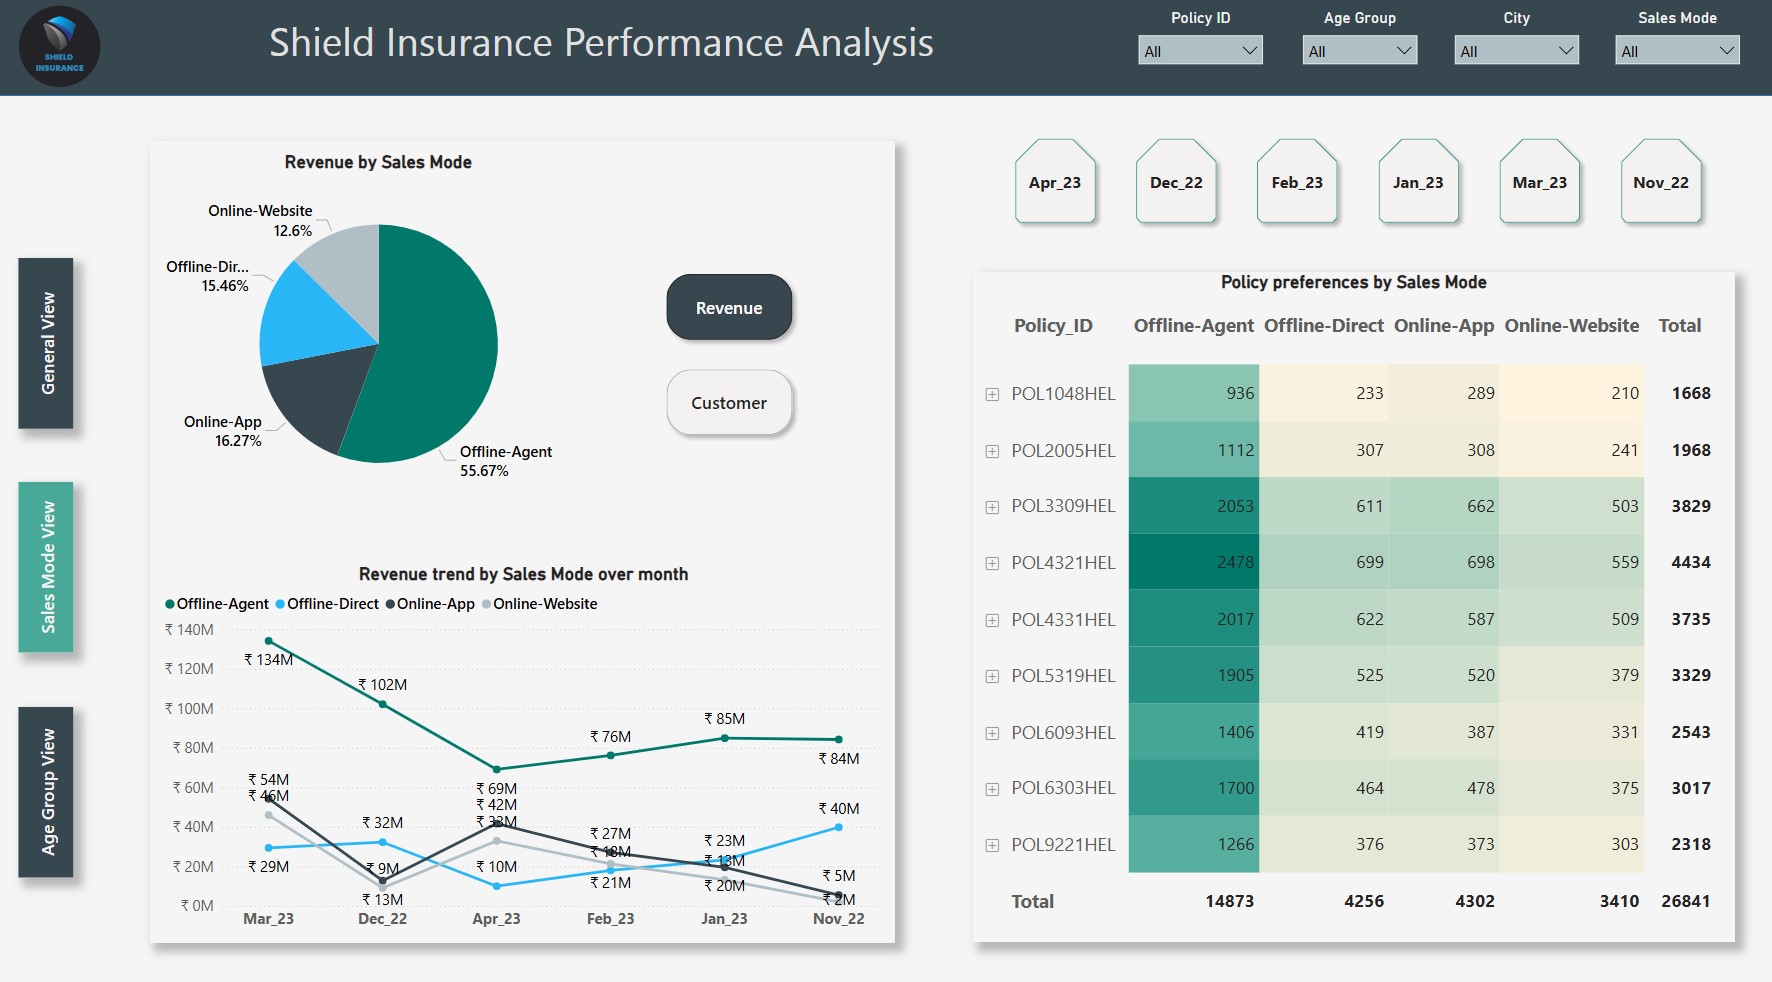 SHIELD
INSURANCE
Shield Insurance Performance Analysis
Policy ID
All
Age Group
All
City
All
Sales Mode
All
General View
Sales Mode View
Age Group View
Revenue by Sales Mode
Online-Website
12.6%
Offline-Dir...
15.46%
Online-App
16.27%
Offline-Agent
55.67%
Revenue
Customer
Revenue trend by Sales Mode over month
Offline-Agent Offline-Direct Online-App Online-Website
₹ 140M
₹ 120M
₹ 100M
₹ 80M
₹ 60M
₹ 40M
₹ 20M
₹ 0M
₹ 134M
₹ 54M
₹ 46M
₹ 29M
₹ 102M
₹ 32M
₹ 9M
₹ 13M
₹ 69M
₹ 42M
₹ 33M
₹ 10M
₹ 76M
₹ 27M
₹ 18M
₹ 21M
₹ 85M
₹ 23M
₹ 13M
₹ 20M
₹ 84M
₹ 40M
₹ 5M
₹ 2M
Mar_23 Dec_22 Apr_23 Feb_23 Jan_23 Nov_22
Apr_23 Dec_22 Feb_23 Jan_23 Mar_23 Nov_22
Policy preferences by Sales Mode
Policy_ID Offline-Agent Offline-Direct Online-App Online-Website Total
POL1048HEL 936 233 289 210 1668
POL2005HEL 1112 307 308 241 1968
POL3309HEL 2053 611 662 503 3829
POL4321HEL 2478 699 698 559 4434
POL4331HEL 2017 622 587 509 3735
POL5319HEL 1905 525 520 379 3329
POL6093HEL 1406 419 387 331 2543
POL6303HEL 1700 464 478 375 3017
POL9221HEL 1266 376 373 303 2318
Total 14873 4256 4302 3410 26841